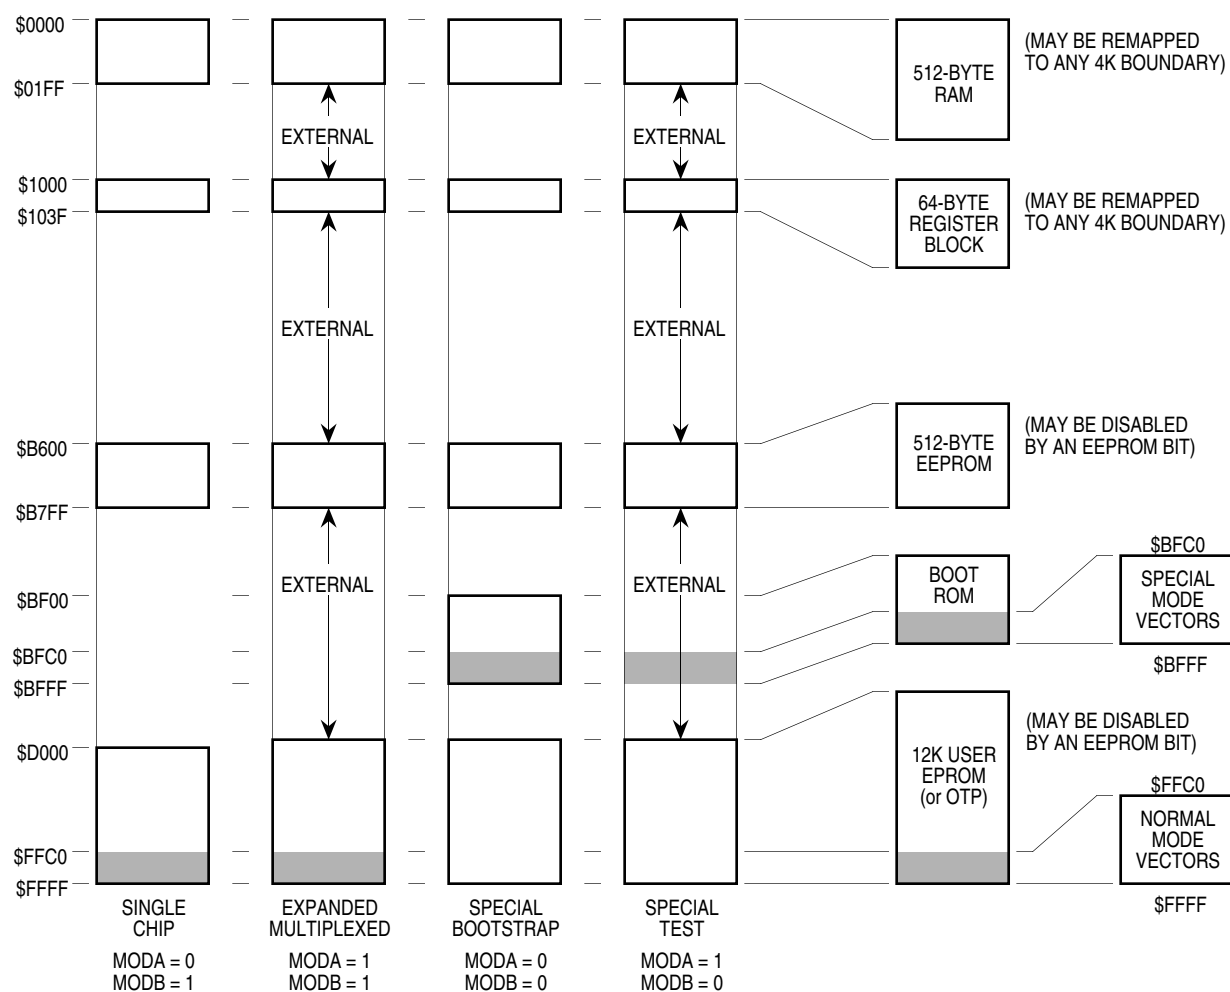 $0000
$01FF
$1000
$103F
$B600
$B7FF
$BF00
$BFC0
$BFFF
$D000
$FFC0
$FFFF
EXTERNAL
EXTERNAL
EXTERNAL
EXTERNAL
EXTERNAL
EXTERNAL
512-BYTE
RAM
(MAY BE REMAPPED
TO ANY 4K BOUNDARY)
64-BYTE
REGISTER
BLOCK
(MAY BE REMAPPED
TO ANY 4K BOUNDARY)
512-BYTE
EEPROM
(MAY BE DISABLED
BY AN EEPROM BIT)
BOOT
ROM
$BFC0
SPECIAL
MODE
VECTORS
$BFFF
12K USER
EPROM
(or OTP)
(MAY BE DISABLED
BY AN EEPROM BIT)
$FFC0
NORMAL
MODE
VECTORS
$FFFF
SINGLE
CHIP
MODA = 0
MODB = 1
EXPANDED
MULTIPLEXED
MODA = 1
MODB = 1
SPECIAL
BOOTSTRAP
MODA = 0
MODB = 0
SPECIAL
TEST
MODA = 1
MODB = 0